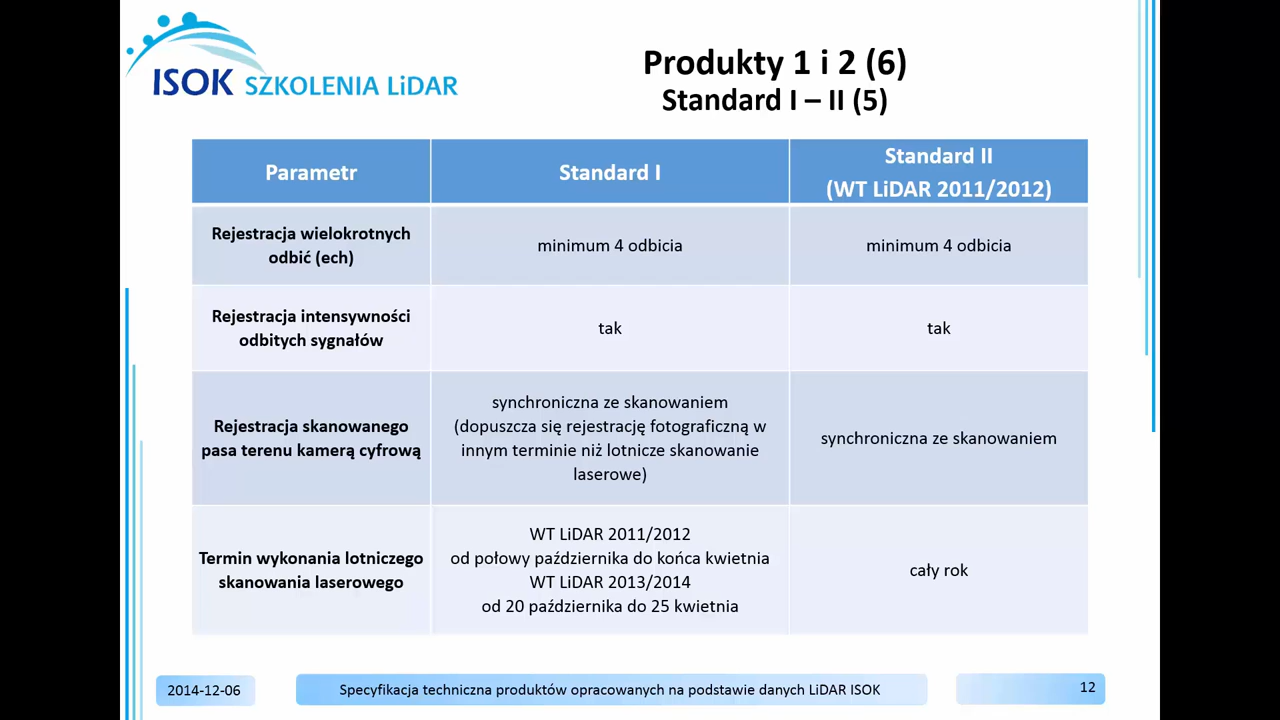 ISOK SZKOLENIA LiDAR
Produkty 1 i 2 (6)
Standard I – II (5)
Parametr
Standard I
Standard II
(WT LiDAR 2011/2012)
Rejestracja wielokrotnych
odbić (ech)
minimum 4 odbicia
minimum 4 odbicia
Rejestracja intensywności
odbitych sygnałów
tak
tak
Rejestracja skanowanego
pasa terenu kamerą cyfrową
synchroniczna ze skanowaniem
(dopuszcza się rejestrację fotograficzną w
innym terminie niż lotnicze skanowanie
laserowe)
synchroniczna ze skanowaniem
Termin wykonania lotniczego
skanowania laserowego
WT LiDAR 2011/2012
od połowy października do końca kwietnia
WT LiDAR 2013/2014
od 20 października do 25 kwietnia
cały rok
2014-12-06
Specyfikacja techniczna produktów opracowanych na podstawie danych LiDAR ISOK
12